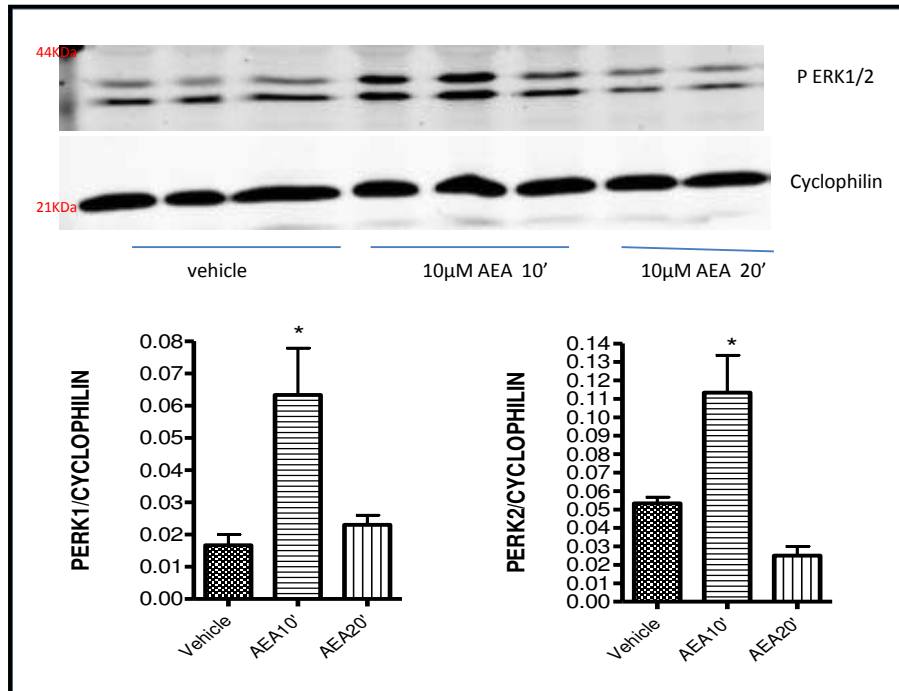 44KDa
P ERK1/2
Cyclophilin
21KDa
vehicle 10µM AEA 10’ 10µM AEA 20’
PERK1/CYCLOPHILIN
0.08
0.07
0.06
0.05
0.04
0.03
0.02
0.01
0.00
*
Vehicle
AEA10'
AEA20'
PERK2/CYCLOPHILIN
0.14
0.13
0.12
0.11
0.10
0.09
0.08
0.07
0.06
0.05
0.04
0.03
0.02
0.01
0.00
*
Vehicle
AEA10'
AEA20'